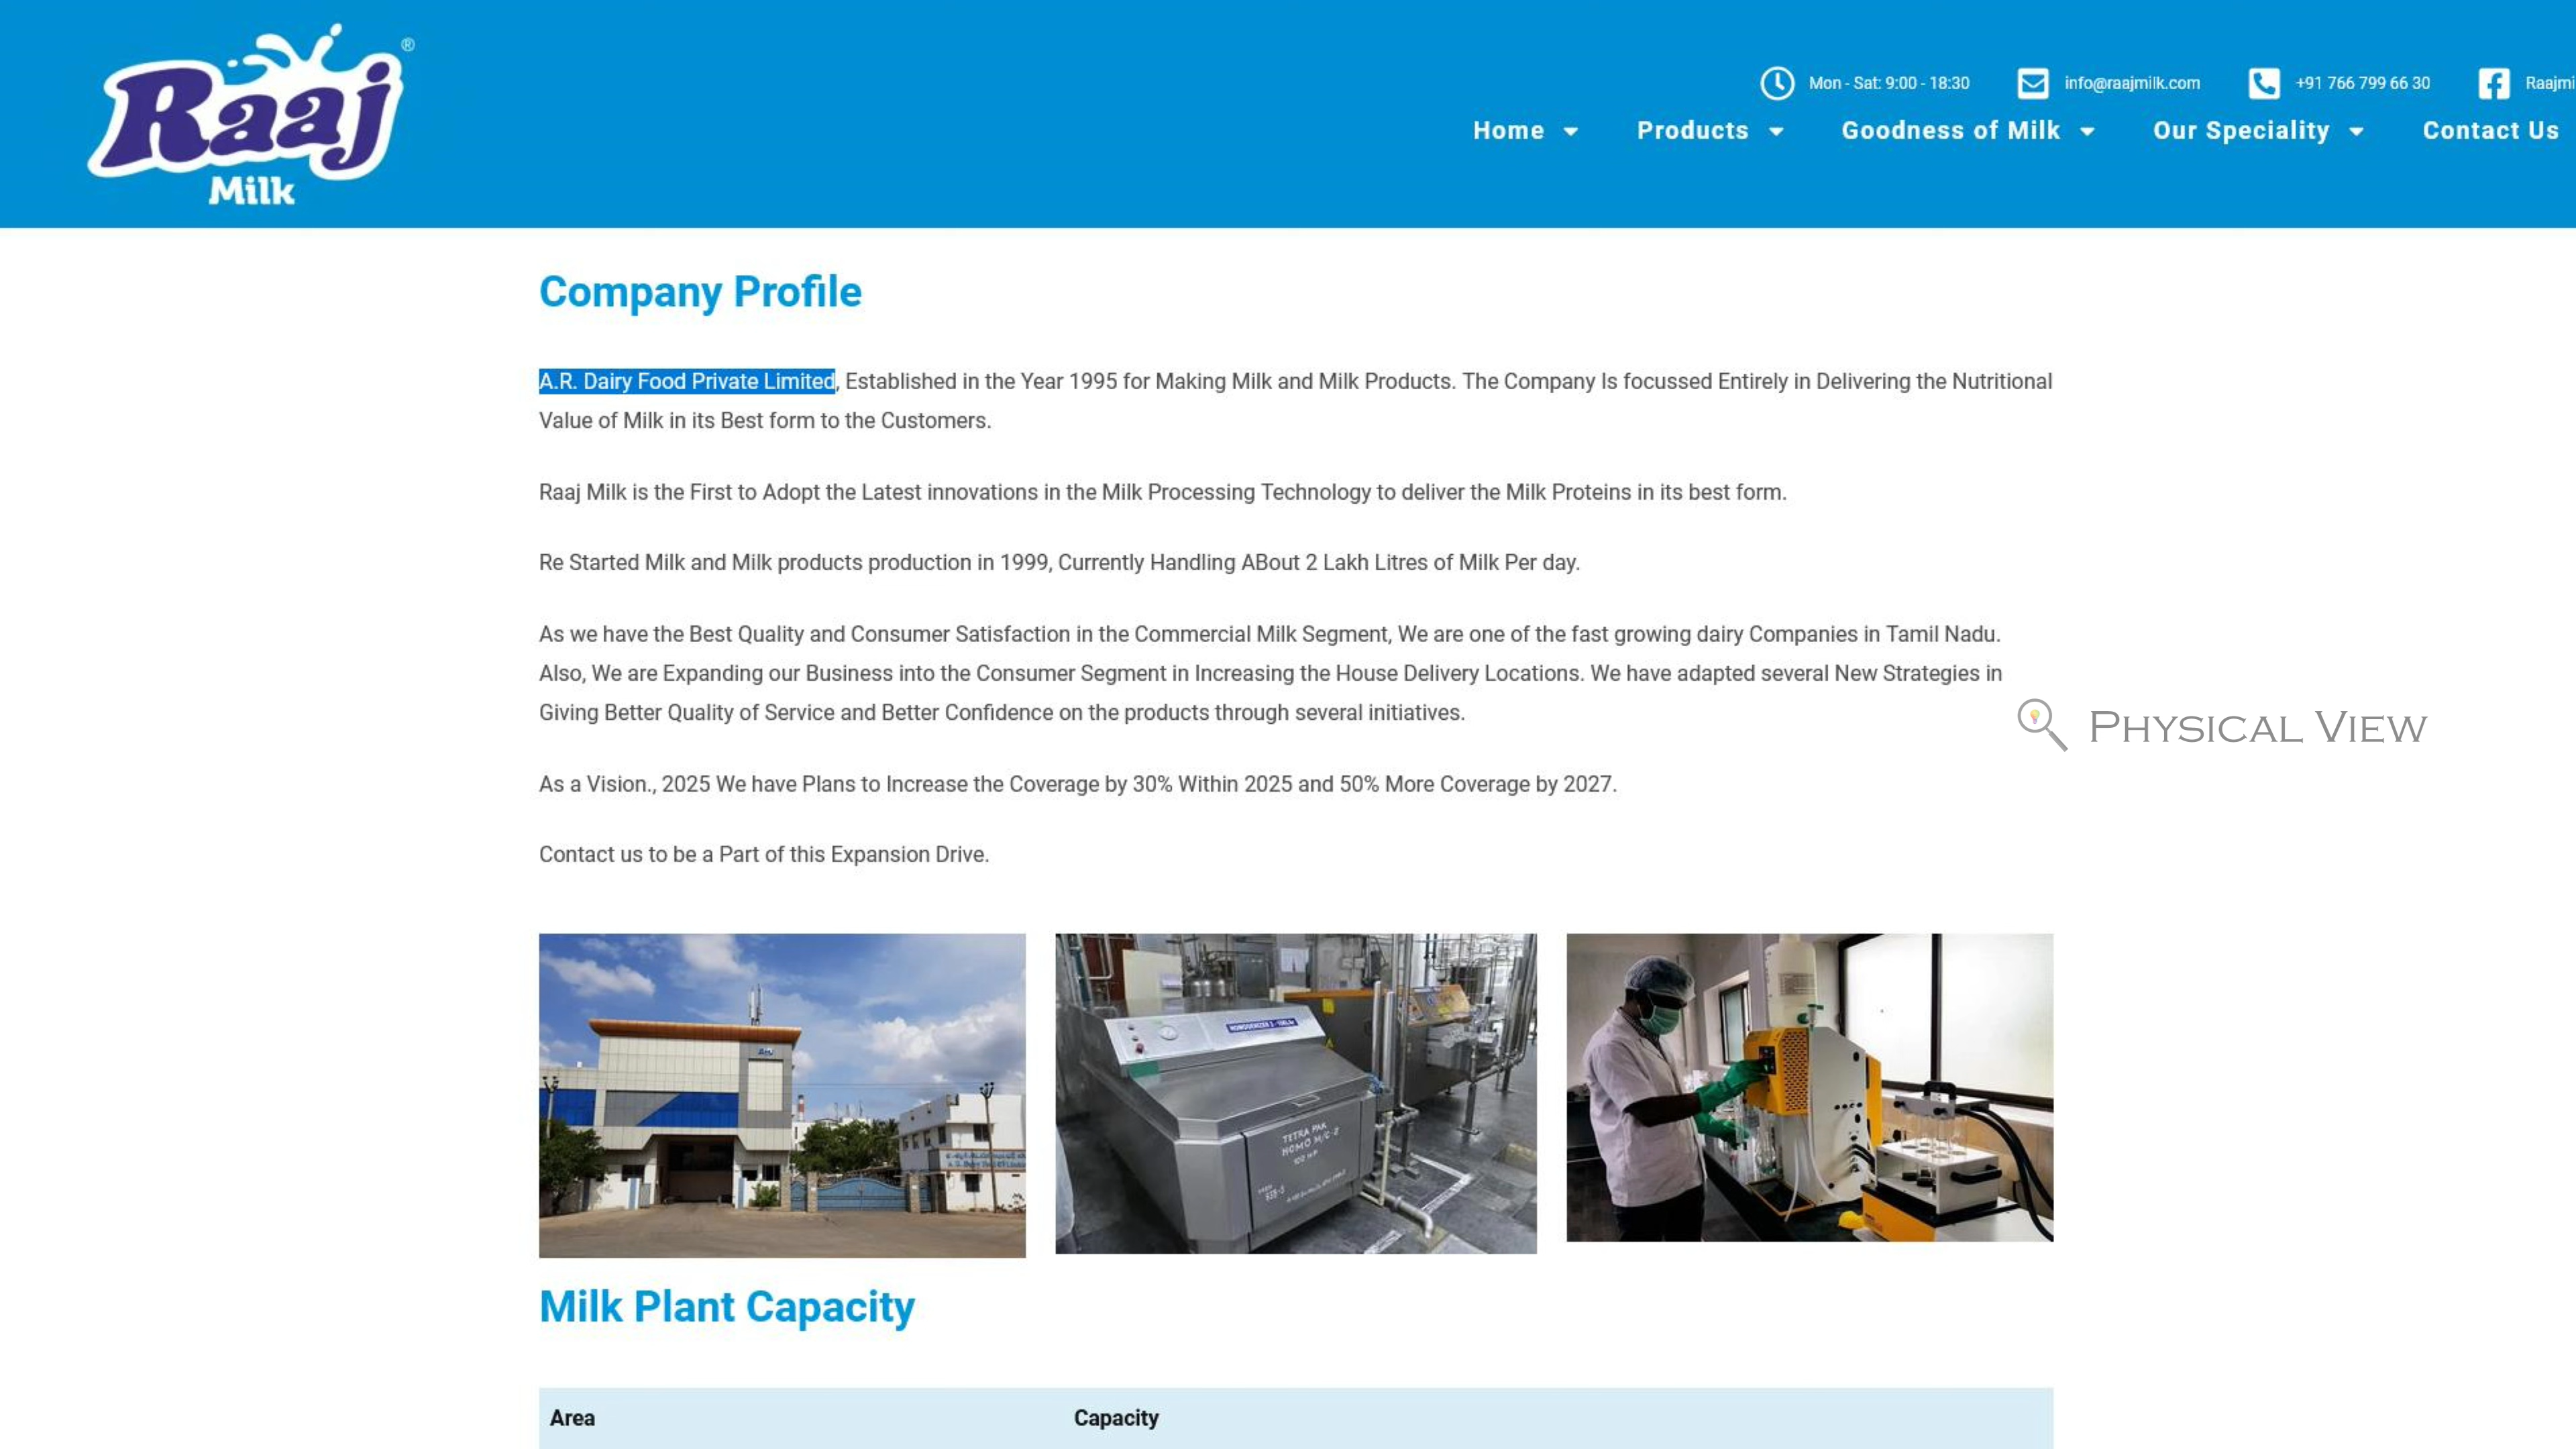 Raaj
®
Milk
Mon - Sat: 9:00 - 18:30
info@raajmilk.com
+91 766 799 66 30
Raajmi
Home
Products
Goodness of Milk
Our Speciality
Contact Us
Company Profile
A.R. Dairy Food Private Limited, Established in the Year 1995 for Making Milk and Milk Products. The Company Is focussed Entirely in Delivering the Nutritional
Value of Milk in its Best form to the Customers.
Raaj Milk is the First to Adopt the Latest innovations in the Milk Processing Technology to deliver the Milk Proteins in its best form.
Re Started Milk and Milk products production in 1999, Currently Handling ABout 2 Lakh Litres of Milk Per day.
As we have the Best Quality and Consumer Satisfaction in the Commercial Milk Segment, We are one of the fast growing dairy Companies in Tamil Nadu.
Also, We are Expanding our Business into the Consumer Segment in Increasing the House Delivery Locations. We have adapted several New Strategies in
Giving Better Quality of Service and Better Confidence on the products through several initiatives.
PHYSICAL VIEW
As a Vision., 2025 We have Plans to Increase the Coverage by 30% Within 2025 and 50% More Coverage by 2027.
Contact us to be a Part of this Expansion Drive.
TETRA PAK
HOMO M/C-2
100 HP
Milk Plant Capacity
Area
Capacity